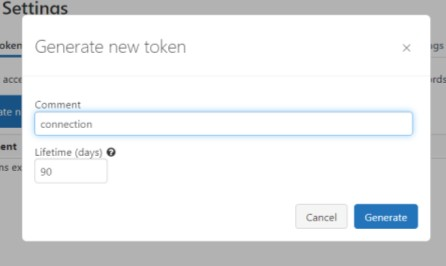 Settings
Generate new token
×
Comment
connection
Lifetime (days)
90
Cancel
Generate